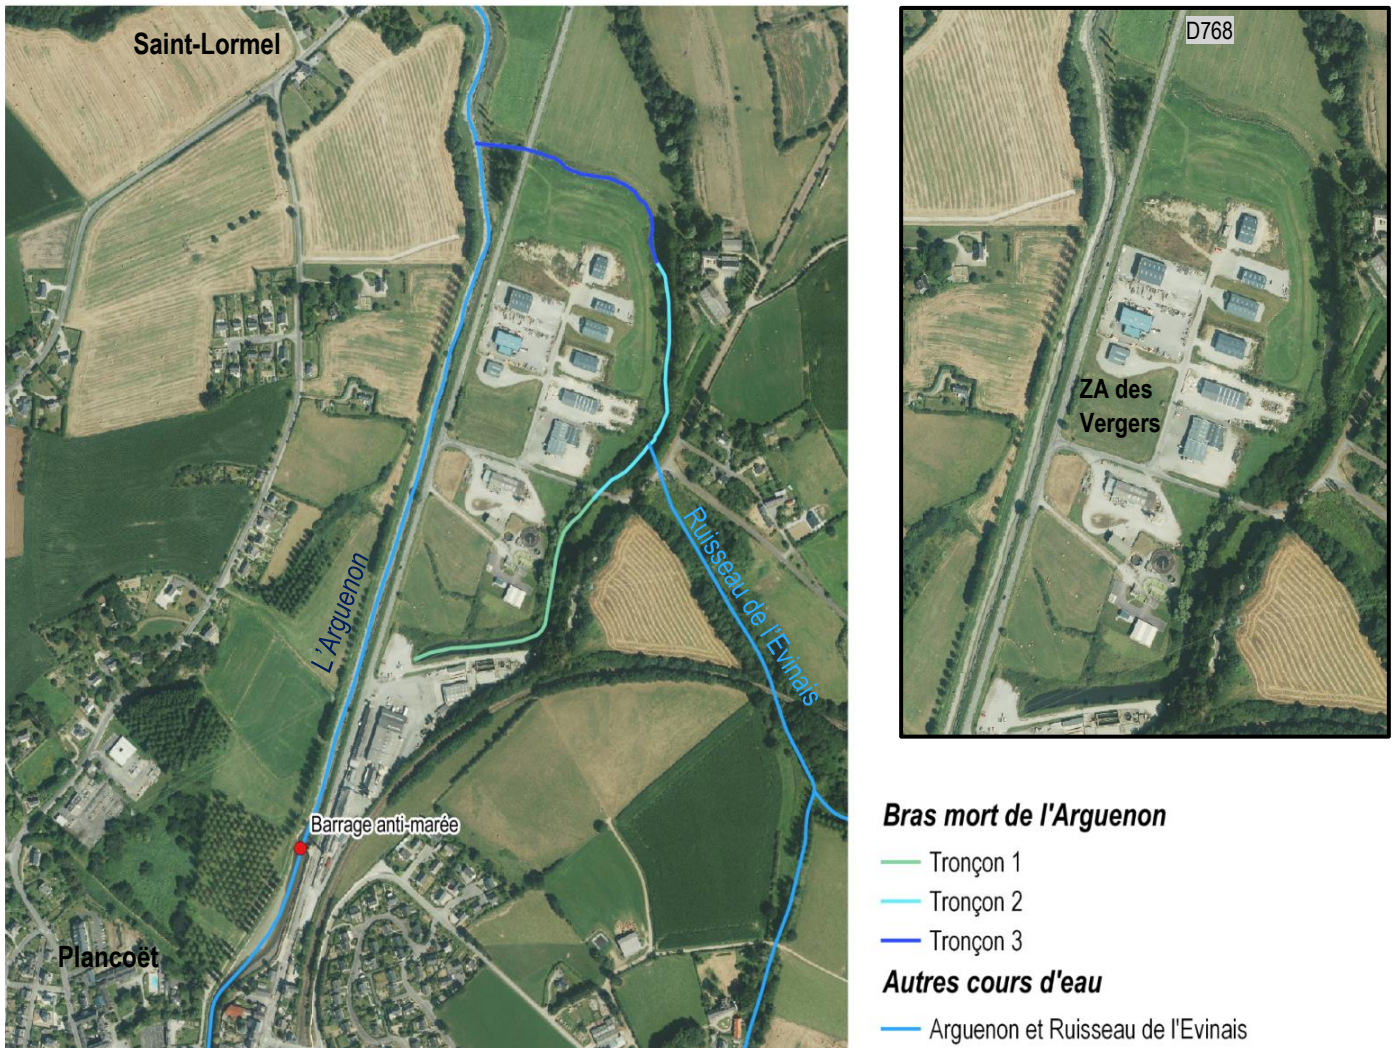 Saint-Lormel
L'Arguenon
Ruisseau de l'Evinais
Barrage anti-marée
Plancoët
D768
ZA des
Vergers
Bras mort de l'Arguenon
Tronçon 1
Tronçon 2
Tronçon 3
Autres cours d'eau
Arguenon et Ruisseau de l'Evinais